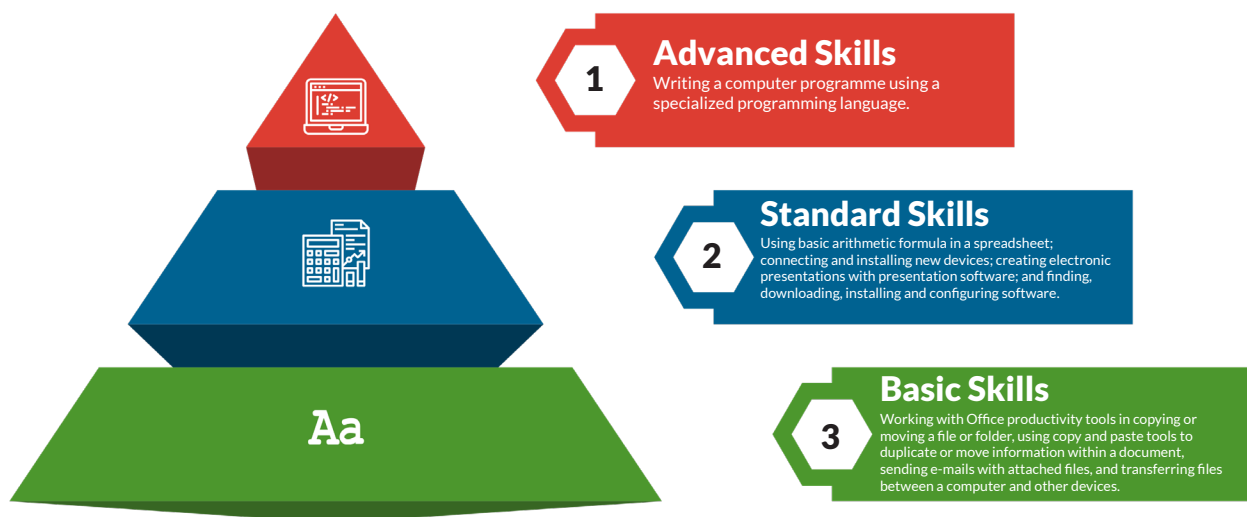 1
Advanced Skills
Writing a computer programme using a
specialized programming language.
2
Standard Skills
Using basic arithmetic formula in a spreadsheet;
connecting and installing new devices; creating electronic
presentations with presentation software; and finding,
downloading, installing and configuring software.
Aa
3
Basic Skills
Working with Office productivity tools in copying or
moving a file or folder, using copy and paste tools to
duplicate or move information within a document,
sending e-mails with attached files, and transferring files
between a computer and other devices.